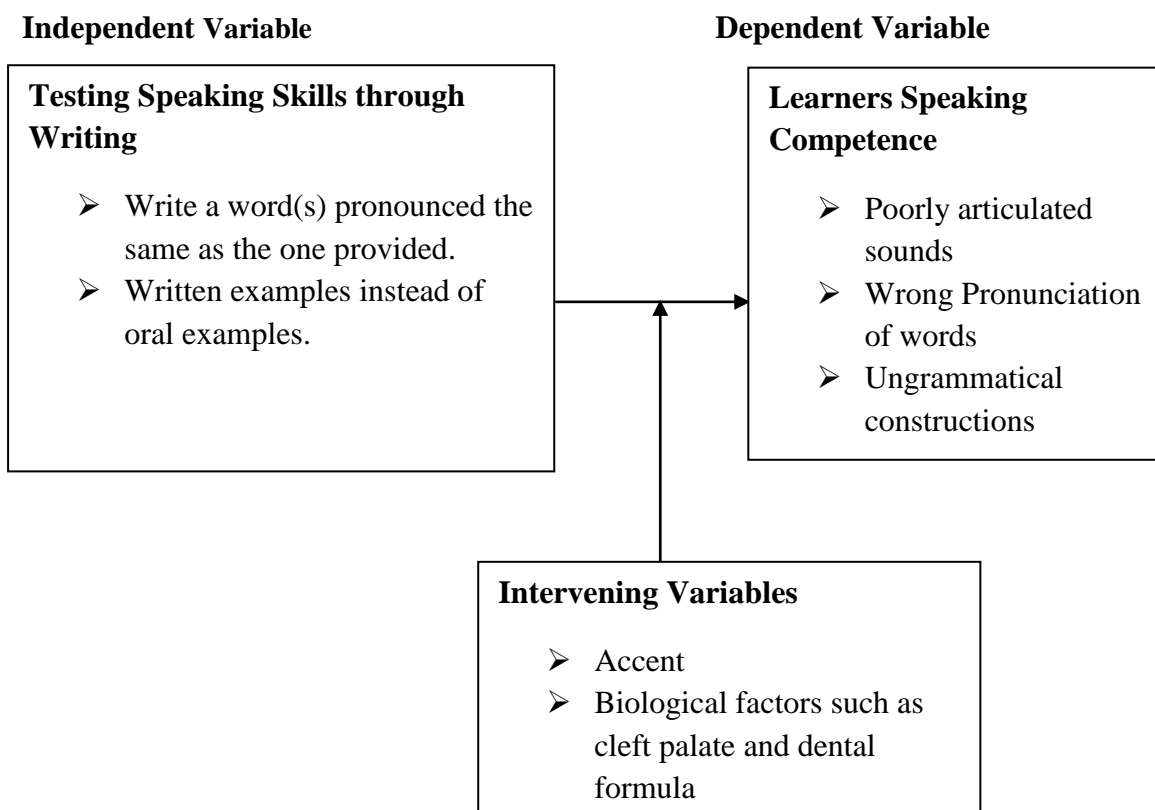 Independent Variable
Dependent Variable
Testing Speaking Skills through
Writing
➢ Write a word(s) pronounced the
same as the one provided.
➢ Written examples instead of
oral examples.
Learners Speaking
Competence
➢ Poorly articulated
sounds
➢ Wrong Pronunciation
of words
➢ Ungrammatical
constructions
Intervening Variables
➢ Accent
➢ Biological factors such as
cleft palate and dental
formula